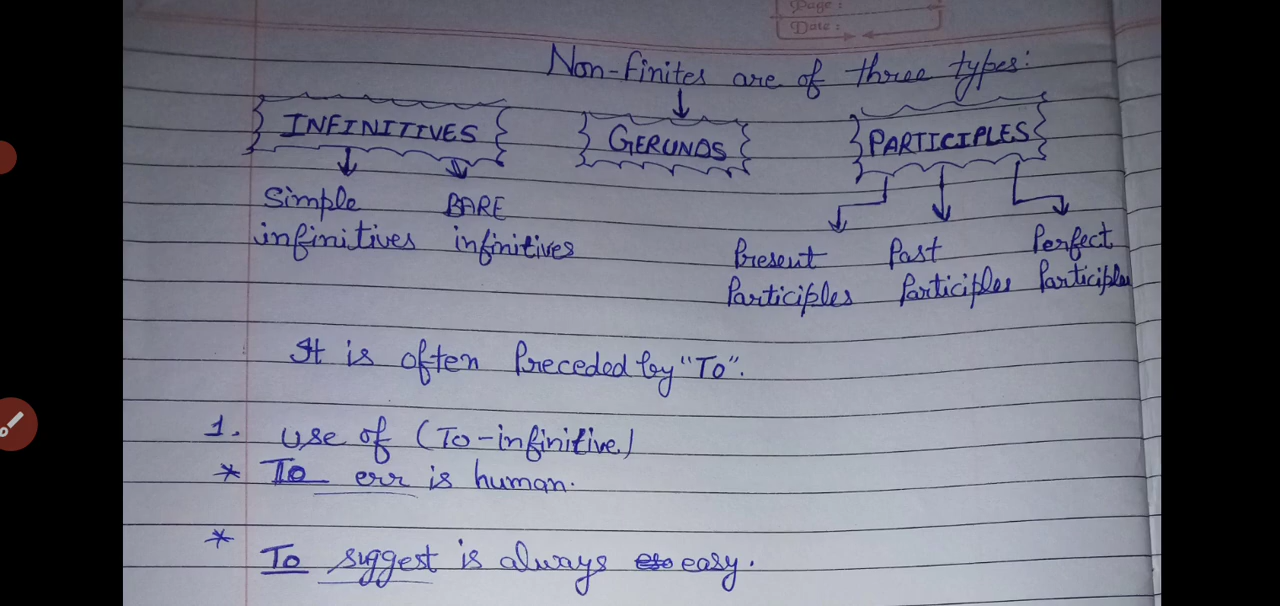 Page :
Date :
Non-finites are of three types:
INFINITIVES GERUNDS PARTICIPLES
Simple infinitives
BARE infinitives
Present Participles
Past Participles
Perfect Participles
It is often Preceded by "To".
1. use of (To-infinitive)
* To err is human.
* To suggest is always easy.